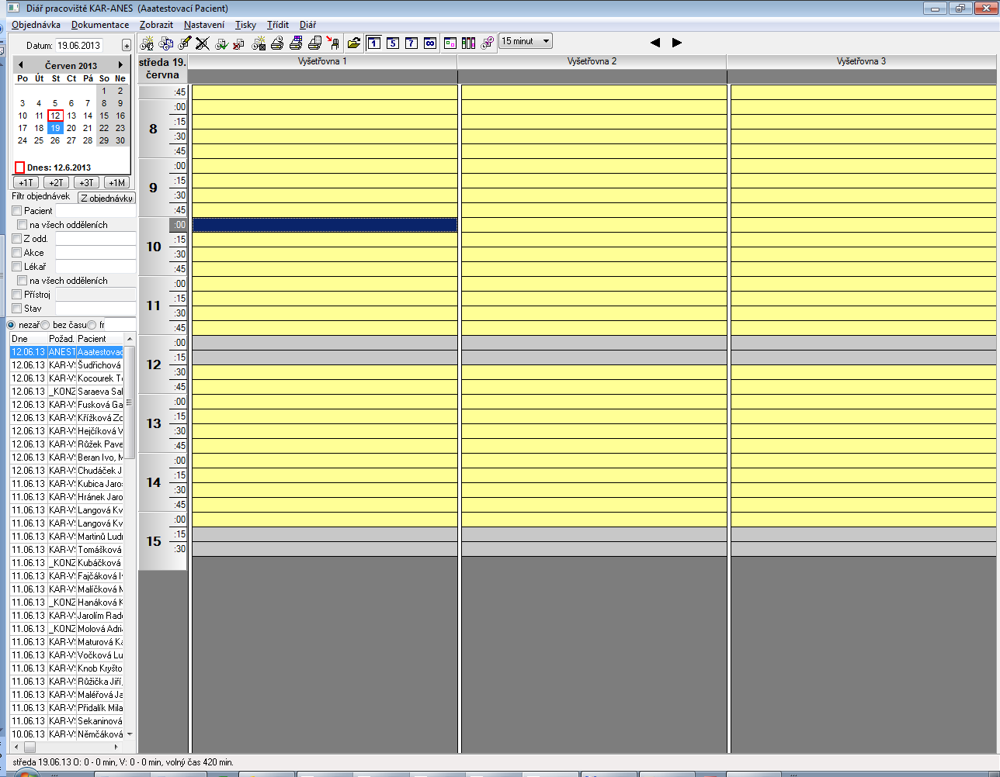 Diář pracoviště KAR-ANES (Aaatestovací Pacient)
Objednávka Dokumentace Zobrazit Nastavení Tisky Třídit Diář
Datum: 19.06.2013 +
1 5 7 ∞ 15 minut
Červen 2013
Po Út St Čt Pá So Ne
1 2
3 4 5 6 7 8 9
10 11 12 13 14 15 16
17 18 19 20 21 22 23
24 25 26 27 28 29 30
Dnes: 12.6.2013
+1T +2T +3T +1M
Filtr objednávek Z objednávky
Pacient
na všech odděleních
Z odd.
Akce
Lékař
na všech odděleních
Přístroj
Stav
nezař bez času fr
Dne Požad. Pacient
12.06.13 ANEST Aaatestovac
12.06.13 KAR-V Šudřichová
12.06.13 KAR-V Kocourek T
12.06.13 _KONZ Saraeva Sal
12.06.13 KAR-V Fusková Ga
12.06.13 KAR-V Křížková Zo
12.06.13 KAR-V Hejčíková V
12.06.13 KAR-V Růžek Pave
12.06.13 KAR-V Beran Ivo, M
12.06.13 KAR-V Chudáček J
11.06.13 KAR-V Kubica Jaros
11.06.13 KAR-V Hránek Jaro
11.06.13 KAR-V Langová Kv
11.06.13 KAR-V Langová Kv
11.06.13 KAR-V Martinů Ludm
11.06.13 KAR-V Tomášková
11.06.13 _KONZ Kubáčková
11.06.13 KAR-V Fajčáková I
11.06.13 KAR-V Malíčková M
11.06.13 _KONZ Hanáková K
11.06.13 KAR-V Jarolím Rade
11.06.13 _KONZ Molová Adri
11.06.13 KAR-V Maturová Ka
11.06.13 KAR-V Vočková Lu
11.06.13 KAR-V Knob Kryšto
11.06.13 KAR-V Růžička Jiří,
11.06.13 KAR-V Maléřová Ja
11.06.13 KAR-V Přidalík Mila
11.06.13 KAR-V Sekaninová
10.06.13 KAR-V Němčáková
středa 19. června
Vyšetřovna 1 Vyšetřovna 2 Vyšetřovna 3
:45
8 :00 :15 :30 :45
9 :00 :15 :30 :45
10 :00 :15 :30 :45
11 :00 :15 :30 :45
12 :00 :15 :30 :45
13 :00 :15 :30 :45
14 :00 :15 :30 :45
15 :00 :15 :30
středa 19.06.13 O: 0 - 0 min, V: 0 - 0 min, volný čas 420 min.